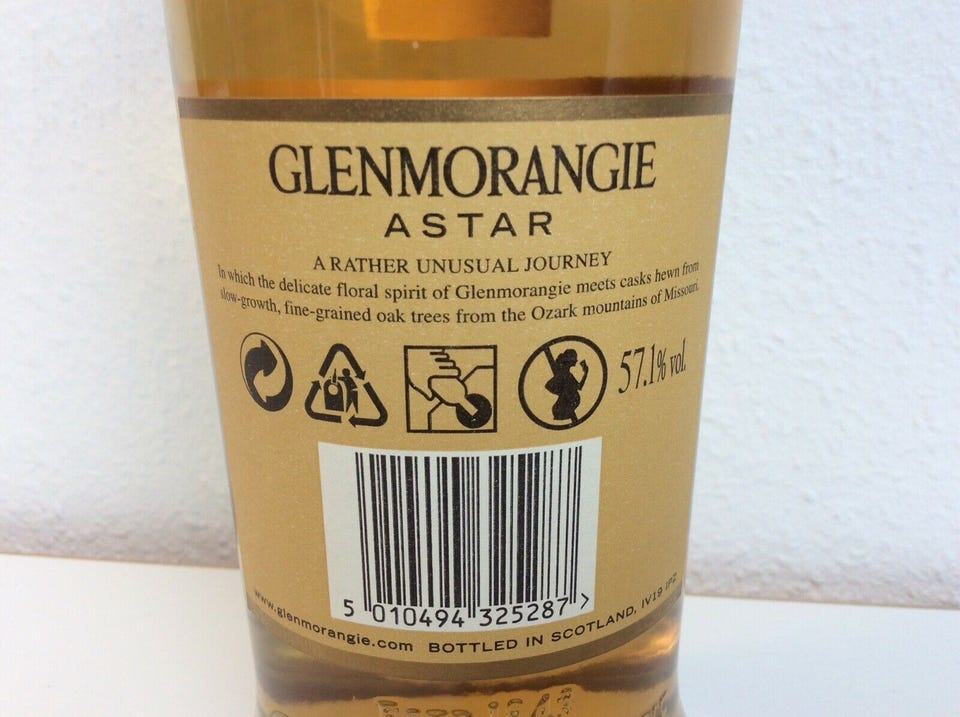 GLENMORANGIE
ASTAR
A RATHER UNUSUAL JOURNEY
In which the delicate floral spirit of Glenmorangie meets casks hewn from
slow-growth, fine-grained oak trees from the Ozark mountains of Missouri.
57.1% vol.
5 010494 325287 >
www.glenmorangie.com BOTTLED IN SCOTLAND, IV19 1PZ